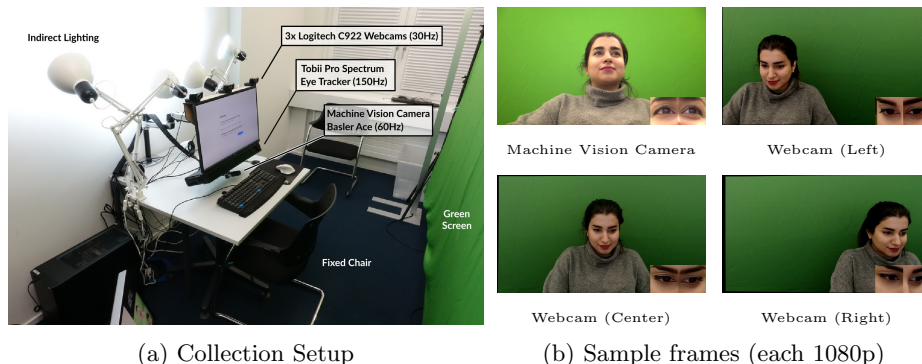 Indirect Lighting
3x Logitech C922 Webcams (30Hz)
Tobii Pro Spectrum
Eye Tracker (150Hz)
Machine Vision Camera
Basler Ace (60Hz)
Green
Screen
Fixed Chair
(a) Collection Setup
Machine Vision Camera
Webcam (Left)
Webcam (Center)
Webcam (Right)
(b) Sample frames (each 1080p)